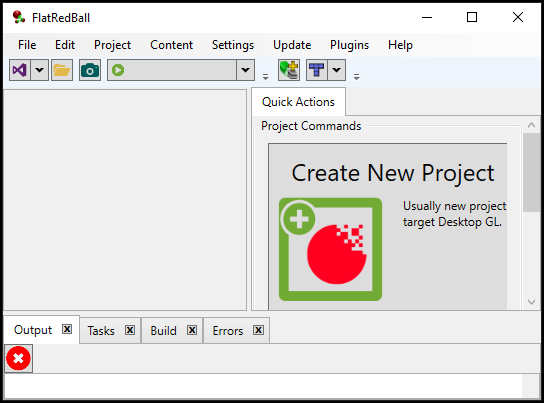 FlatRedBall
File Edit Project Content Settings Update Plugins Help
Quick Actions
Project Commands
Create New Project
Usually new project
target Desktop GL.
Output Tasks Build Errors